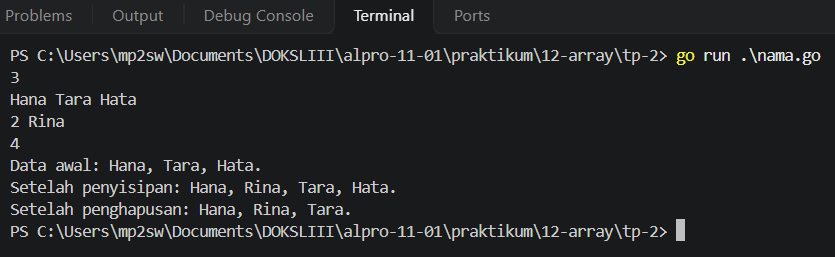 Problems Output Debug Console Terminal Ports
PS C:\Users\mp2sw\Documents\DOKSLIII\alpro-11-01\praktikum\12-array\tp-2> go run .\nama.go
3
Hana Tara Hata
2 Rina
4
Data awal: Hana, Tara, Hata.
Setelah penyisipan: Hana, Rina, Tara, Hata.
Setelah penghapusan: Hana, Rina, Tara.
PS C:\Users\mp2sw\Documents\DOKSLIII\alpro-11-01\praktikum\12-array\tp-2>